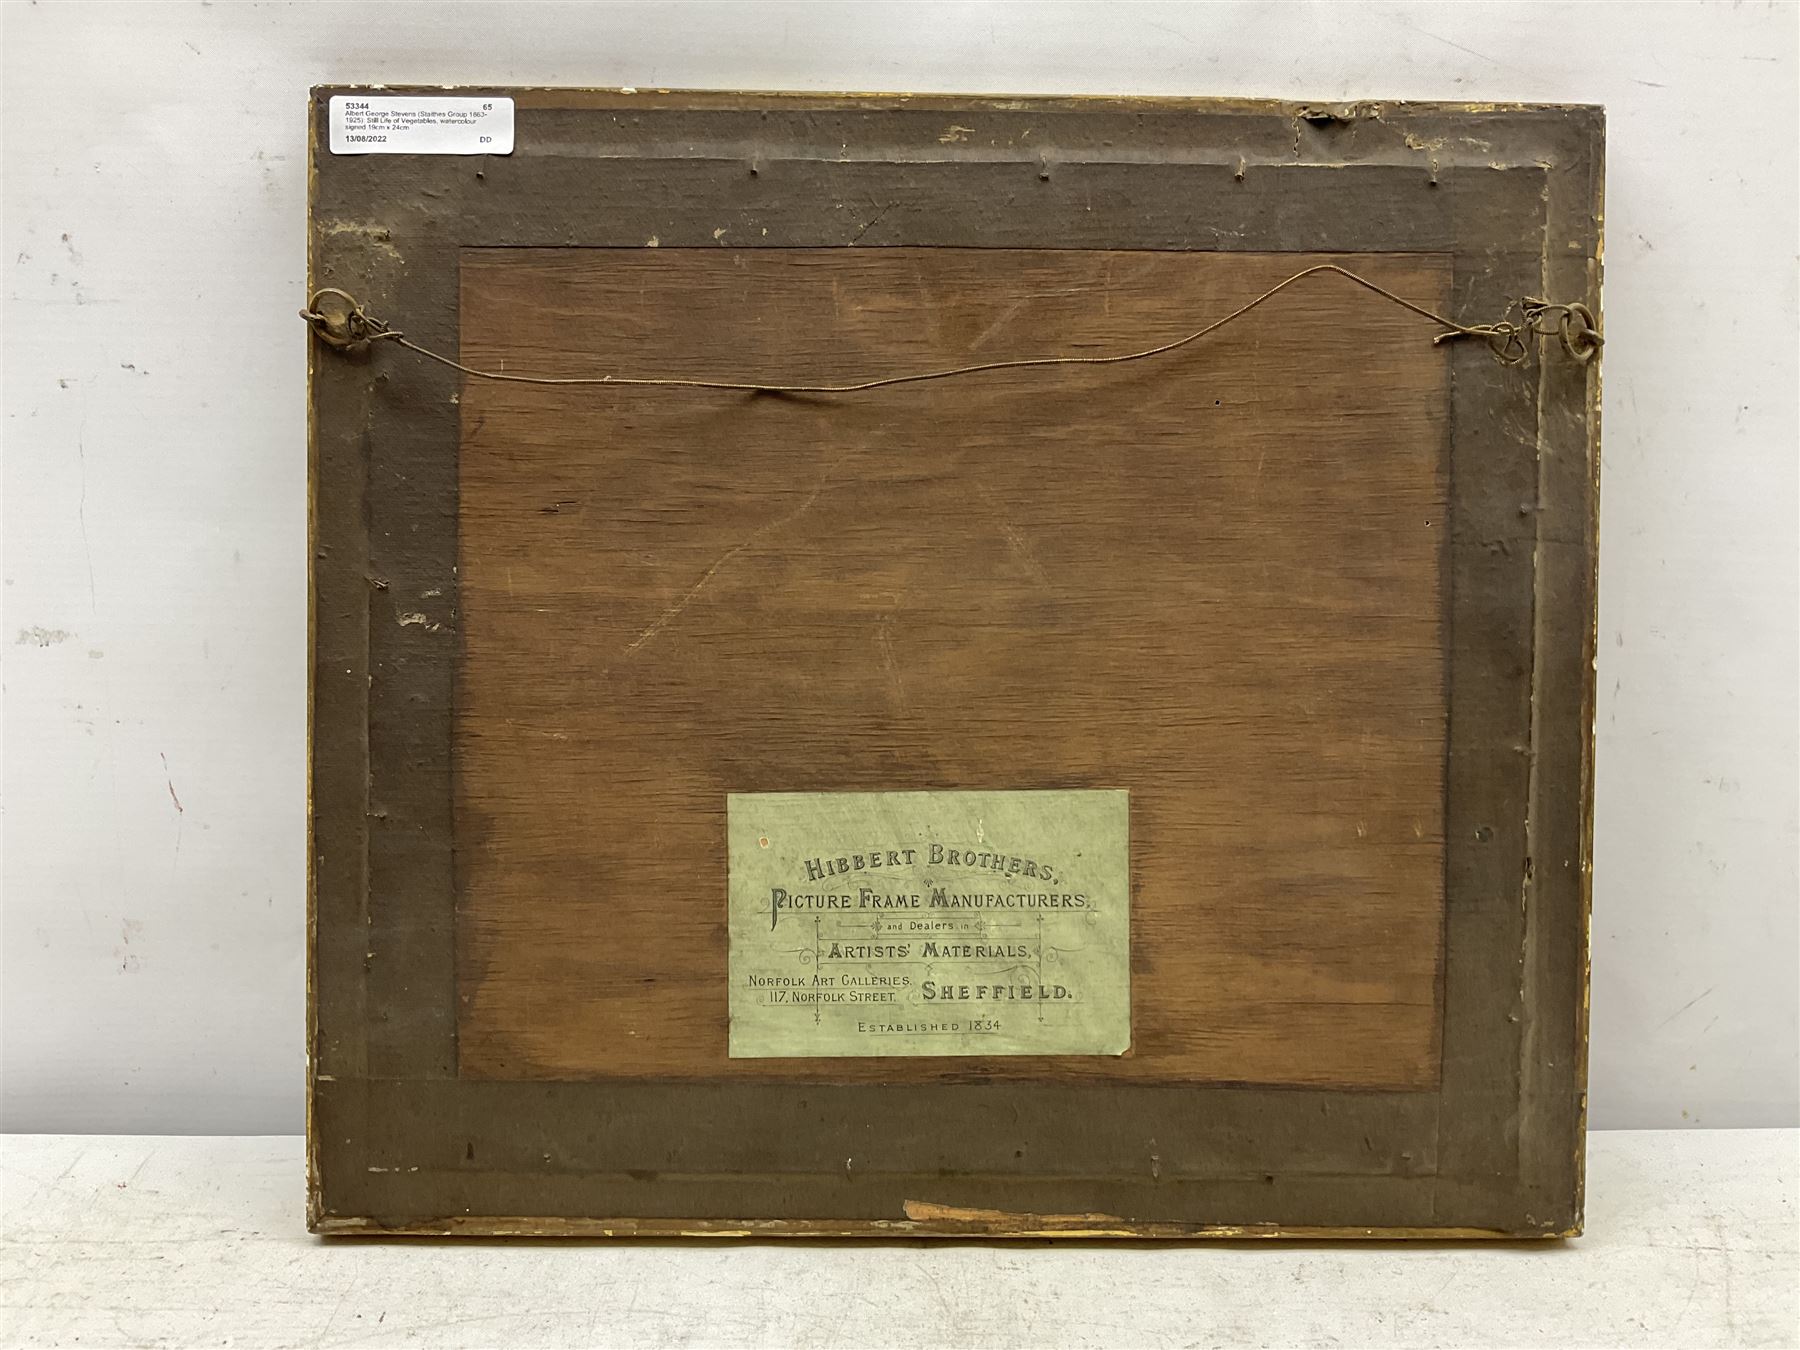 53344 65
Albert George Stevens (Staithes Group 1863-
1925): Still Life of Vegetables, watercolour
signed 19cm x 24cm
13/08/2022 DD
HIBBERT BROTHERS,
PICTURE FRAME MANUFACTURERS,
and Dealers in
ARTISTS' MATERIALS,
NORFOLK ART GALLERIES,
117, NORFOLK STREET, SHEFFIELD.
ESTABLISHED 1834